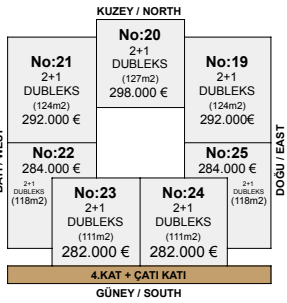 KUZEY / NORTH
No:20
2+1
DUBLEKS
(127m2)
298.000 €
No:21
2+1
DUBLEKS
(124m2)
292.000 €
No:19
2+1
DUBLEKS
(124m2)
292.000€
No:22
284.000 €
2+1
DUBLEKS
(118m2)
No:25
284.000 €
2+1
DUBLEKS
(118m2)
No:23
2+1
DUBLEKS
(111m2)
282.000 €
No:24
2+1
DUBLEKS
(111m2)
282.000 €
DOĞU / EAST
4.KAT + ÇATI KATI
GÜNEY / SOUTH